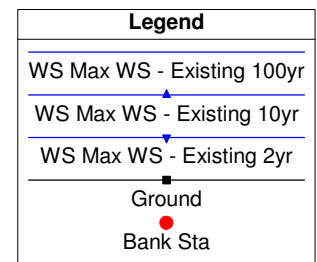 Legend
WS Max WS - Existing 100yr
WS Max WS - Existing 10yr
WS Max WS - Existing 2yr
Ground
Bank Sta